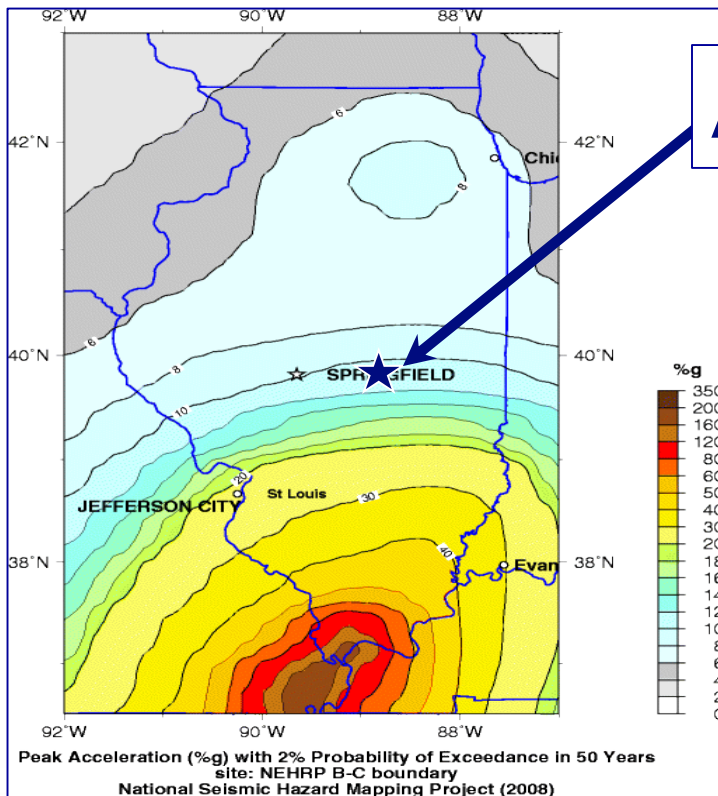 92˚W 90˚W 88˚W
42˚N 42˚N
6
8
Chi
40˚N 40˚N
6
8
10
SPRINGFIELD
%g
350
200
160
120
80
60
50
40
30
20
18
16
14
12
10
8
6
4
2
0
20
JEFFERSON CITY
St Louis
30
40
38˚N 38˚N
Evan
92˚W 90˚W 88˚W
Peak Acceleration (%g) with 2% Probability of Exceedance in 50 Years
site: NEHRP B-C boundary
National Seismic Hazard Mapping Project (2008)